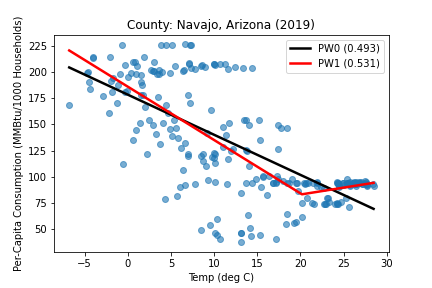 County: Navajo, Arizona (2019)
Per-Capita Consumption (MMBtu/1000 Households)
225
200
175
150
125
100
75
50
PW0 (0.493)
PW1 (0.531)
−5 0 5 10 15 20 25 30
Temp (deg C)